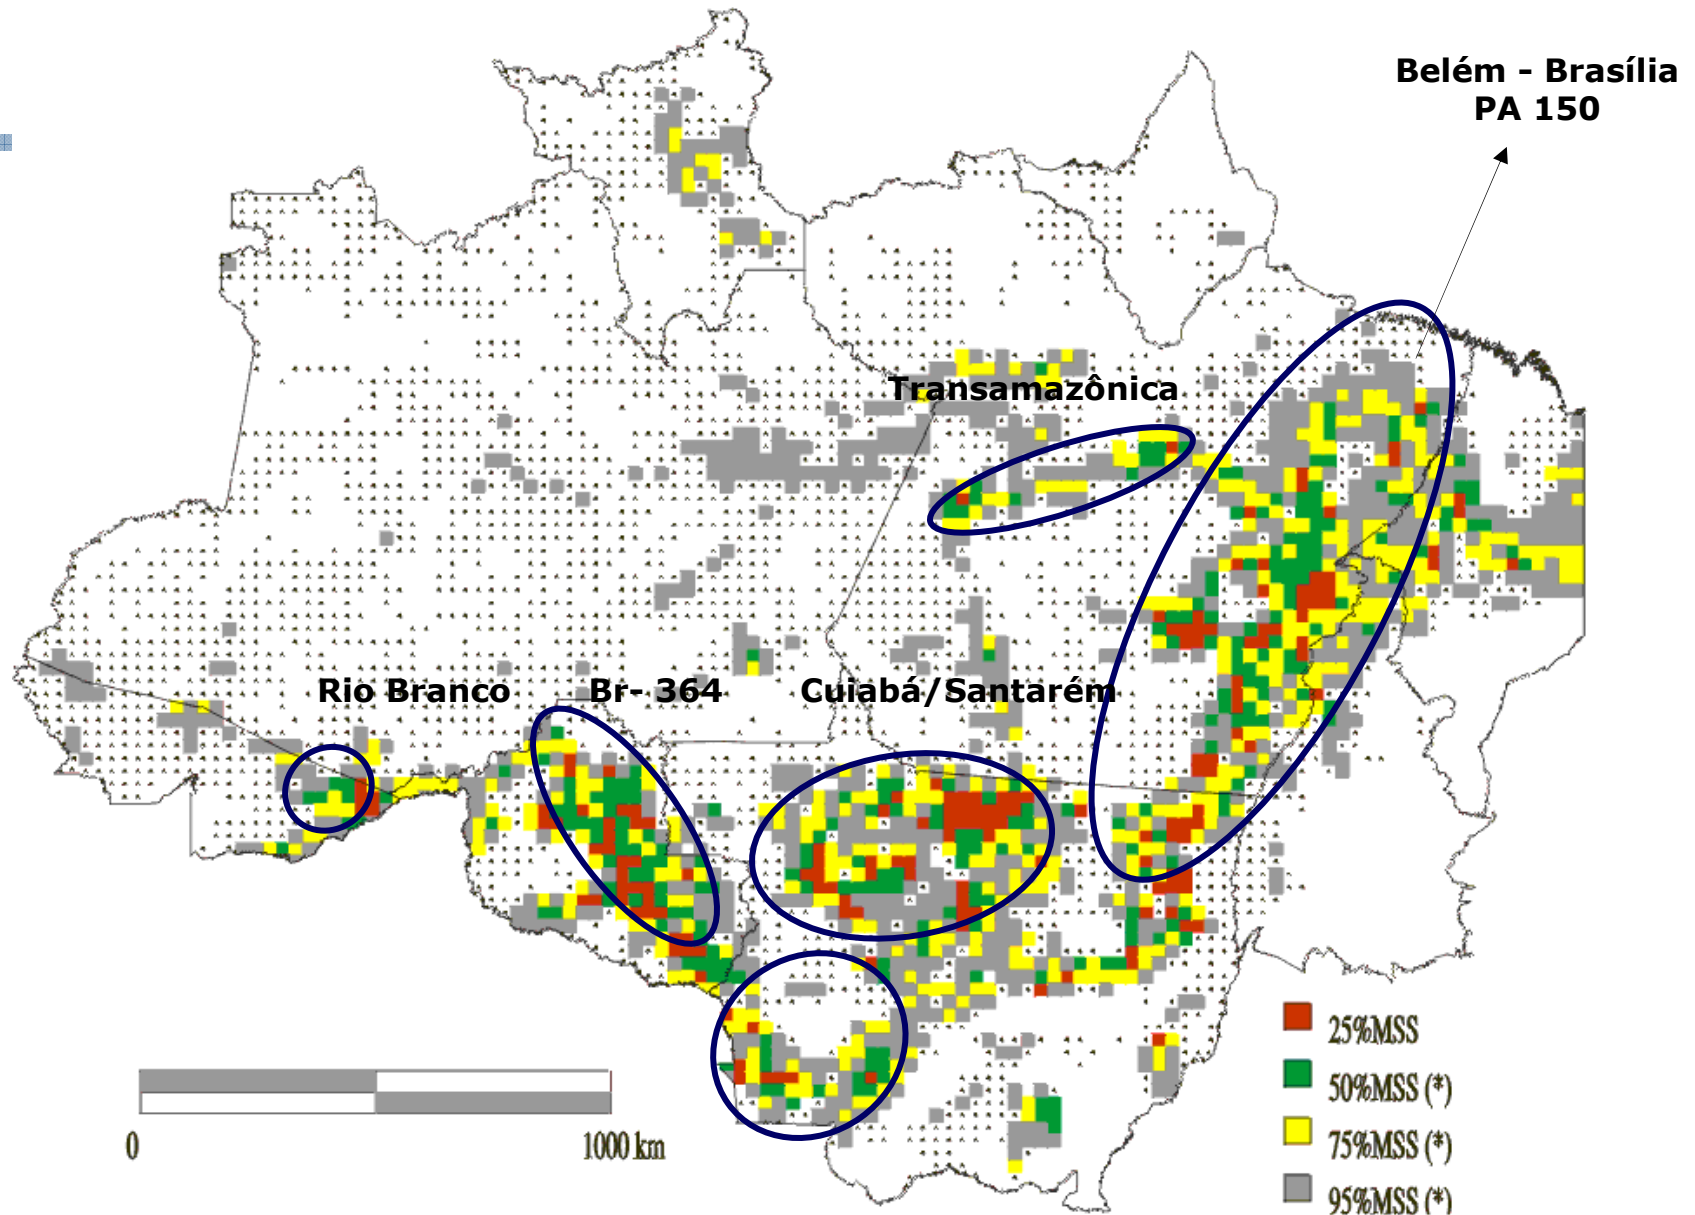 Belém - Brasília
PA 150
Transamazônica
Rio Branco
Br- 364
Cuiabá/Santarém
25%MSS
50%MSS (*)
75%MSS (*)
95%MSS (*)
0
1000 km